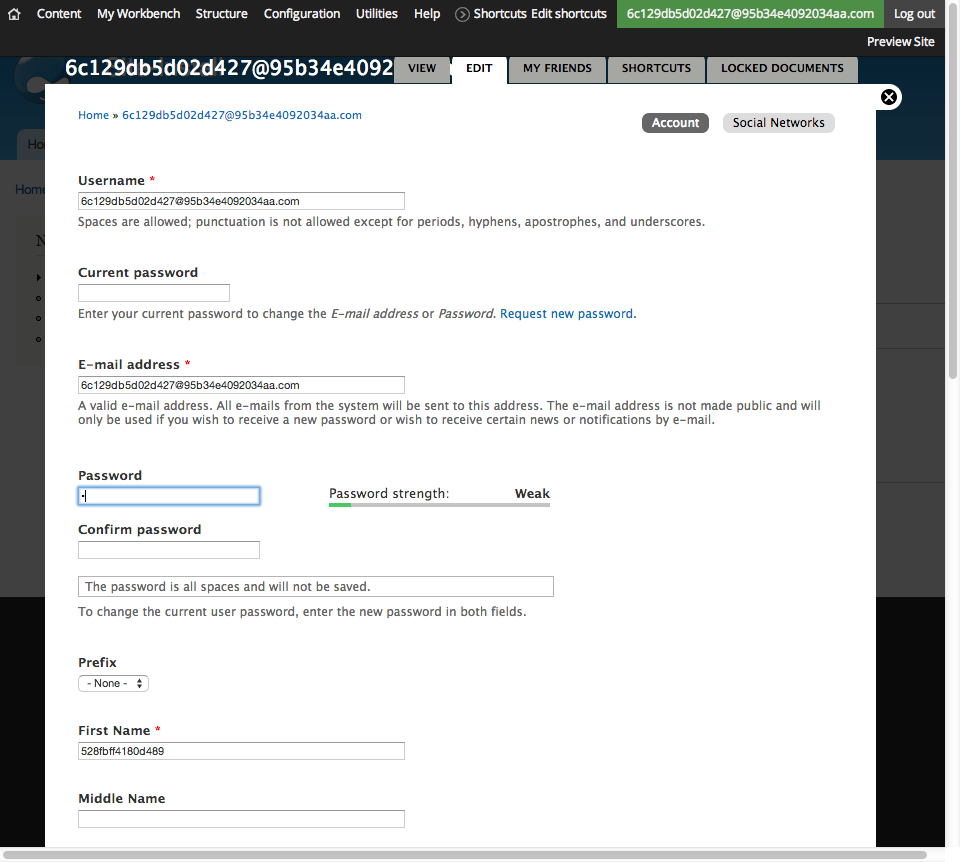 Content My Workbench Structure Configuration Utilities Help Shortcuts Edit shortcuts 6c129db5d02d427@95b34e4092034aa.com Log out
Preview Site
6c129db5d02d427@95b34e4092 VIEW EDIT MY FRIENDS SHORTCUTS LOCKED DOCUMENTS
Home » 6c129db5d02d427@95b34e4092034aa.com
Account Social Networks
Home
Username *
6c129db5d02d427@95b34e4092034aa.com
Spaces are allowed; punctuation is not allowed except for periods, hyphens, apostrophes, and underscores.
Current password
Enter your current password to change the E-mail address or Password. Request new password.
E-mail address *
6c129db5d02d427@95b34e4092034aa.com
A valid e-mail address. All e-mails from the system will be sent to this address. The e-mail address is not made public and will
only be used if you wish to receive a new password or wish to receive certain news or notifications by e-mail.
Password
Password strength: Weak
Confirm password
The password is all spaces and will not be saved.
To change the current user password, enter the new password in both fields.
Prefix
- None -
First Name *
528fbff4180d489
Middle Name